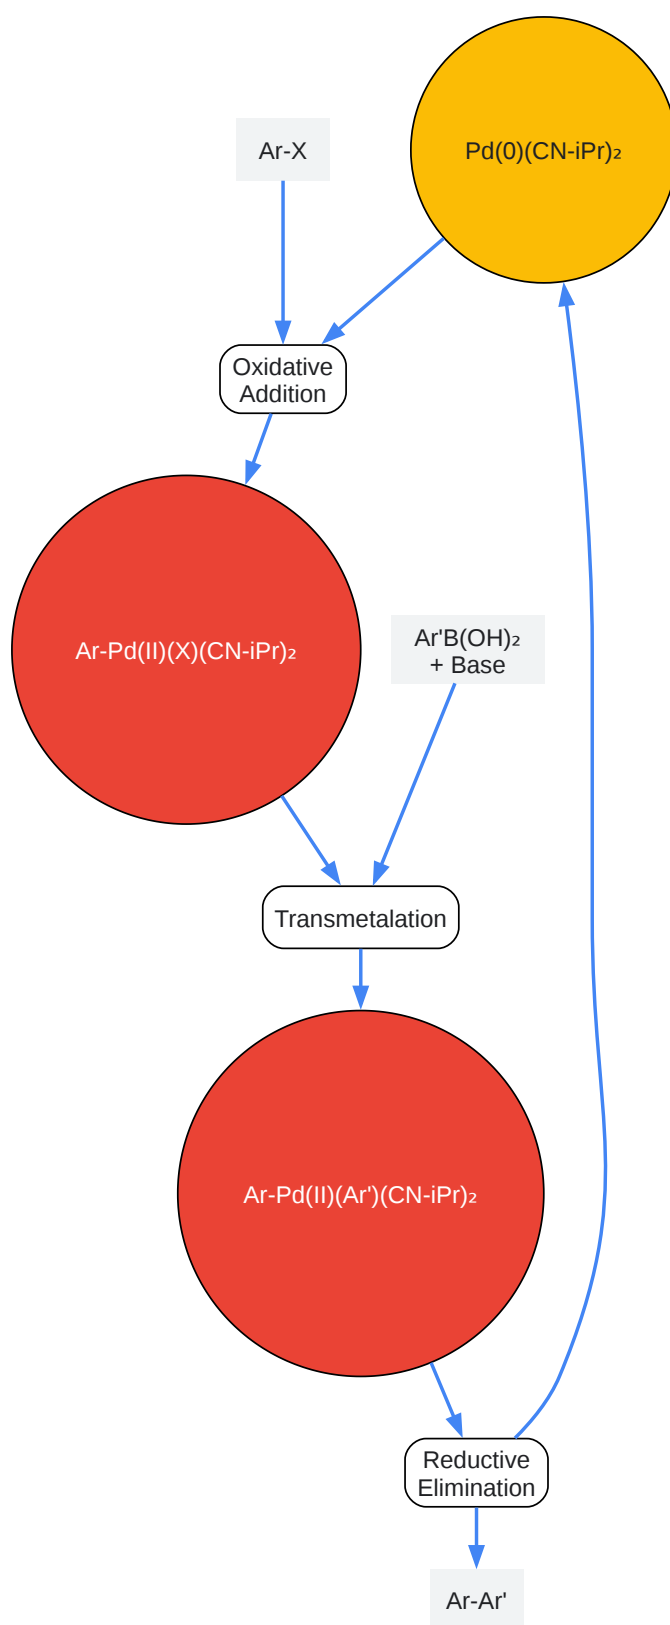 Ar-X
Pd(0)(CN-iPr)₂
Oxidative
Addition
Ar-Pd(II)(X)(CN-iPr)₂
Ar'B(OH)₂
+ Base
Transmetalation
Ar-Pd(II)(Ar')(CN-iPr)₂
Reductive
Elimination
Ar-Ar'